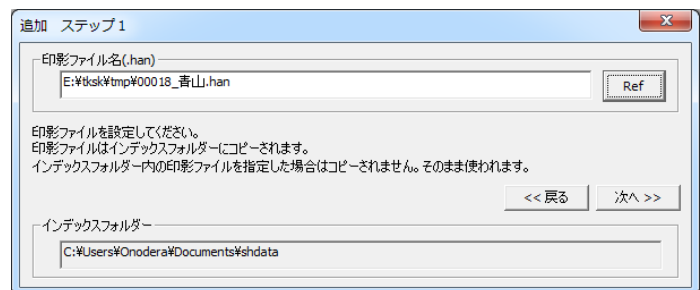 追加 ステップ1
印影ファイル名(.han)
E:¥tksk¥tmp¥00018_青山.han
Ref
印影ファイルを設定してください。
印影ファイルはインデックスフォルダーにコピーされます。
インデックスフォルダー内の印影ファイルを指定した場合はコピーされません。そのまま使われます。
<< 戻る
次へ >>
インデックスフォルダー
C:¥Users¥Onodera¥Documents¥shdata